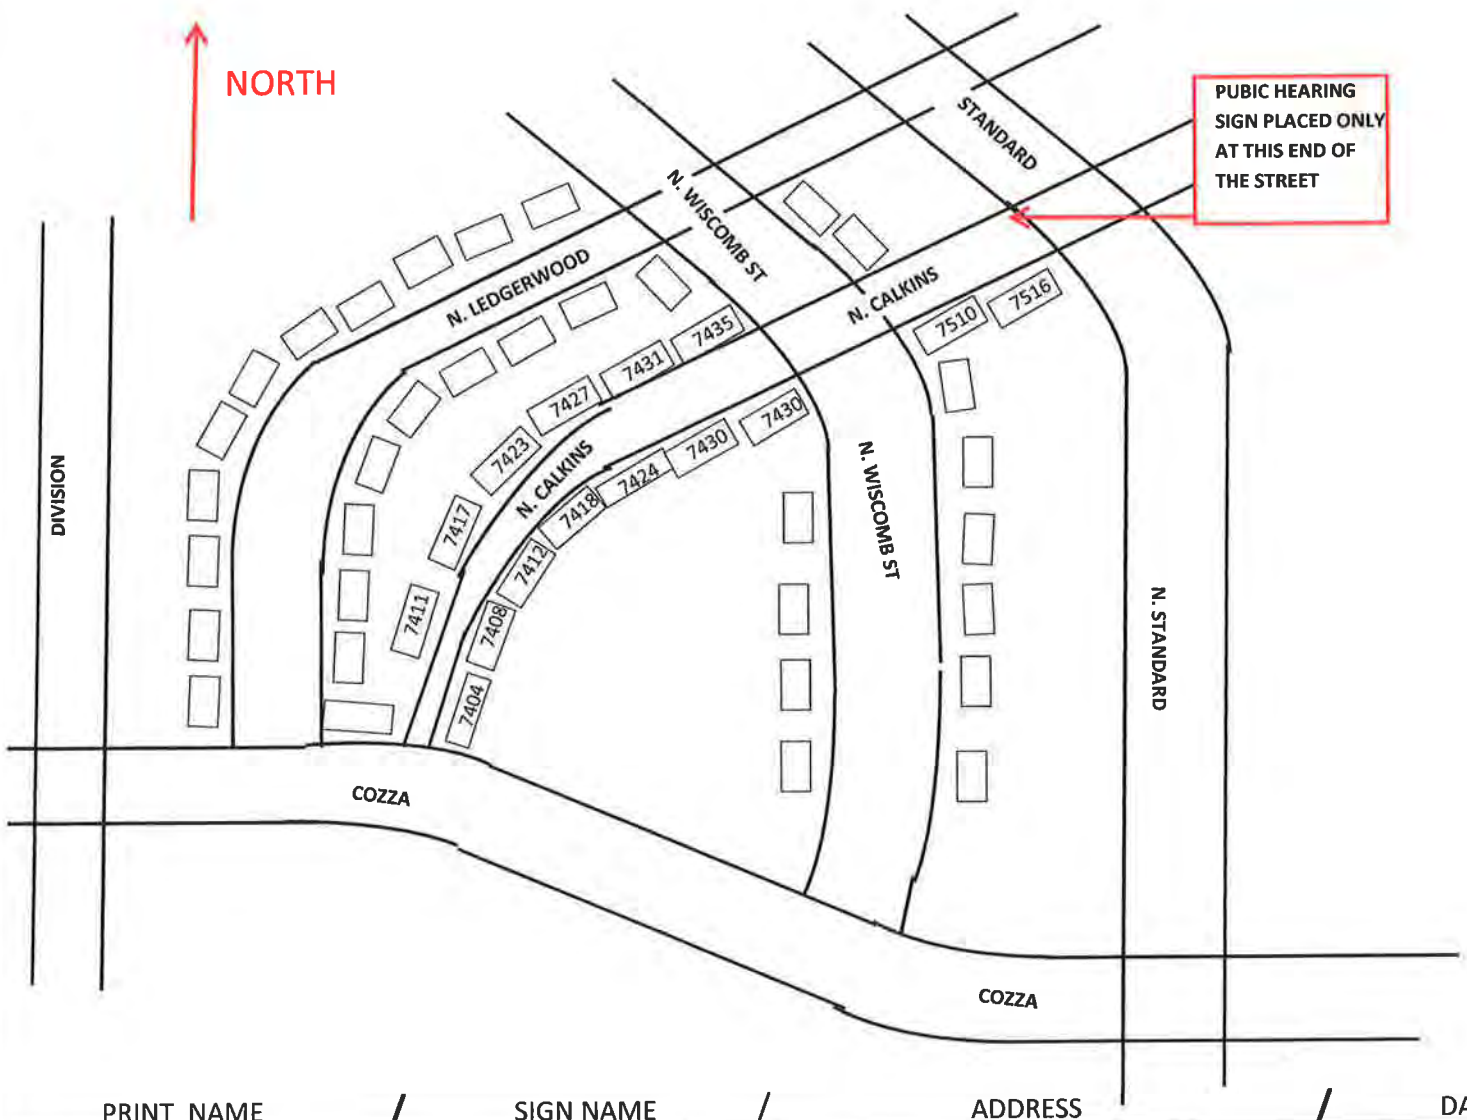 NORTH
PUBIC HEARING
SIGN PLACED ONLY
AT THIS END OF
THE STREET
STANDARD
N. WISCOMB ST
N. LEDGERWOOD
N. CALKINS
7516
7510
7435
7431
7427
7423
7417
7411
N. CALKINS
7430
7430
7424
7418
7412
7408
7404
DIVISION
N. WISCOMB ST
N. STANDARD
COZZA
COZZA
PRINT NAME / SIGN NAME / ADDRESS / DA